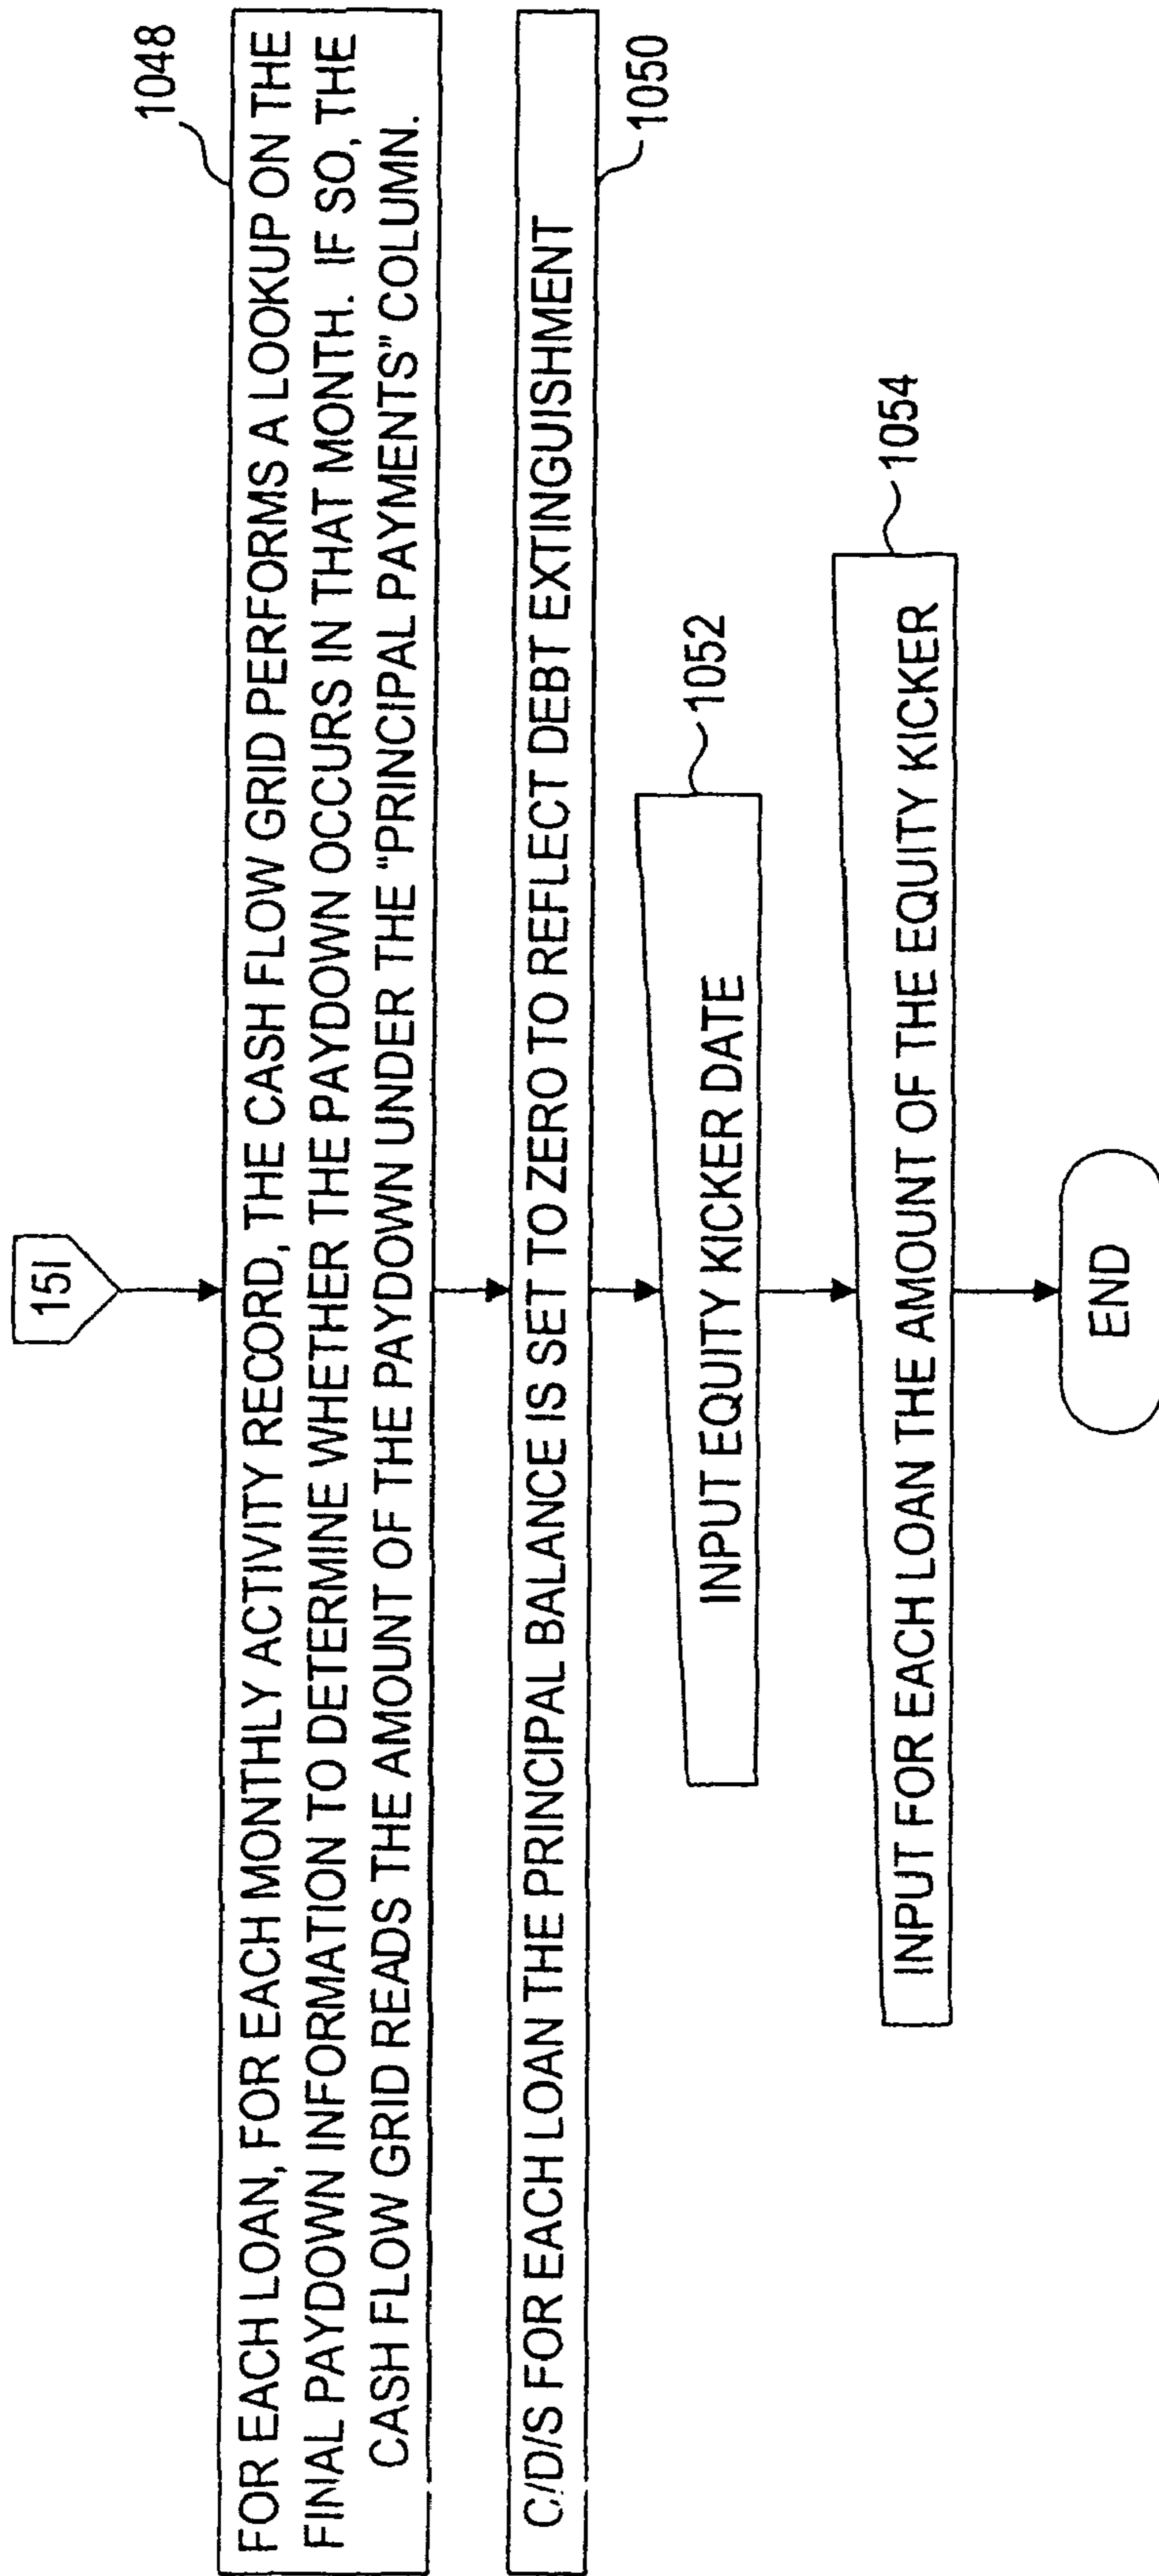 15I
1048
FOR EACH LOAN, FOR EACH MONTHLY ACTIVITY RECORD, THE CASH FLOW GRID PERFORMS A LOOKUP ON THE
FINAL PAYDOWN INFORMATION TO DETERMINE WHETHER THE PAYDOWN OCCURS IN THAT MONTH. IF SO, THE
CASH FLOW GRID READS THE AMOUNT OF THE PAYDOWN UNDER THE "PRINCIPAL PAYMENTS" COLUMN.
C/D/S FOR EACH LOAN THE PRINCIPAL BALANCE IS SET TO ZERO TO REFLECT DEBT EXTINGUISHMENT
1050
INPUT EQUITY KICKER DATE
1052
INPUT FOR EACH LOAN THE AMOUNT OF THE EQUITY KICKER
1054
END